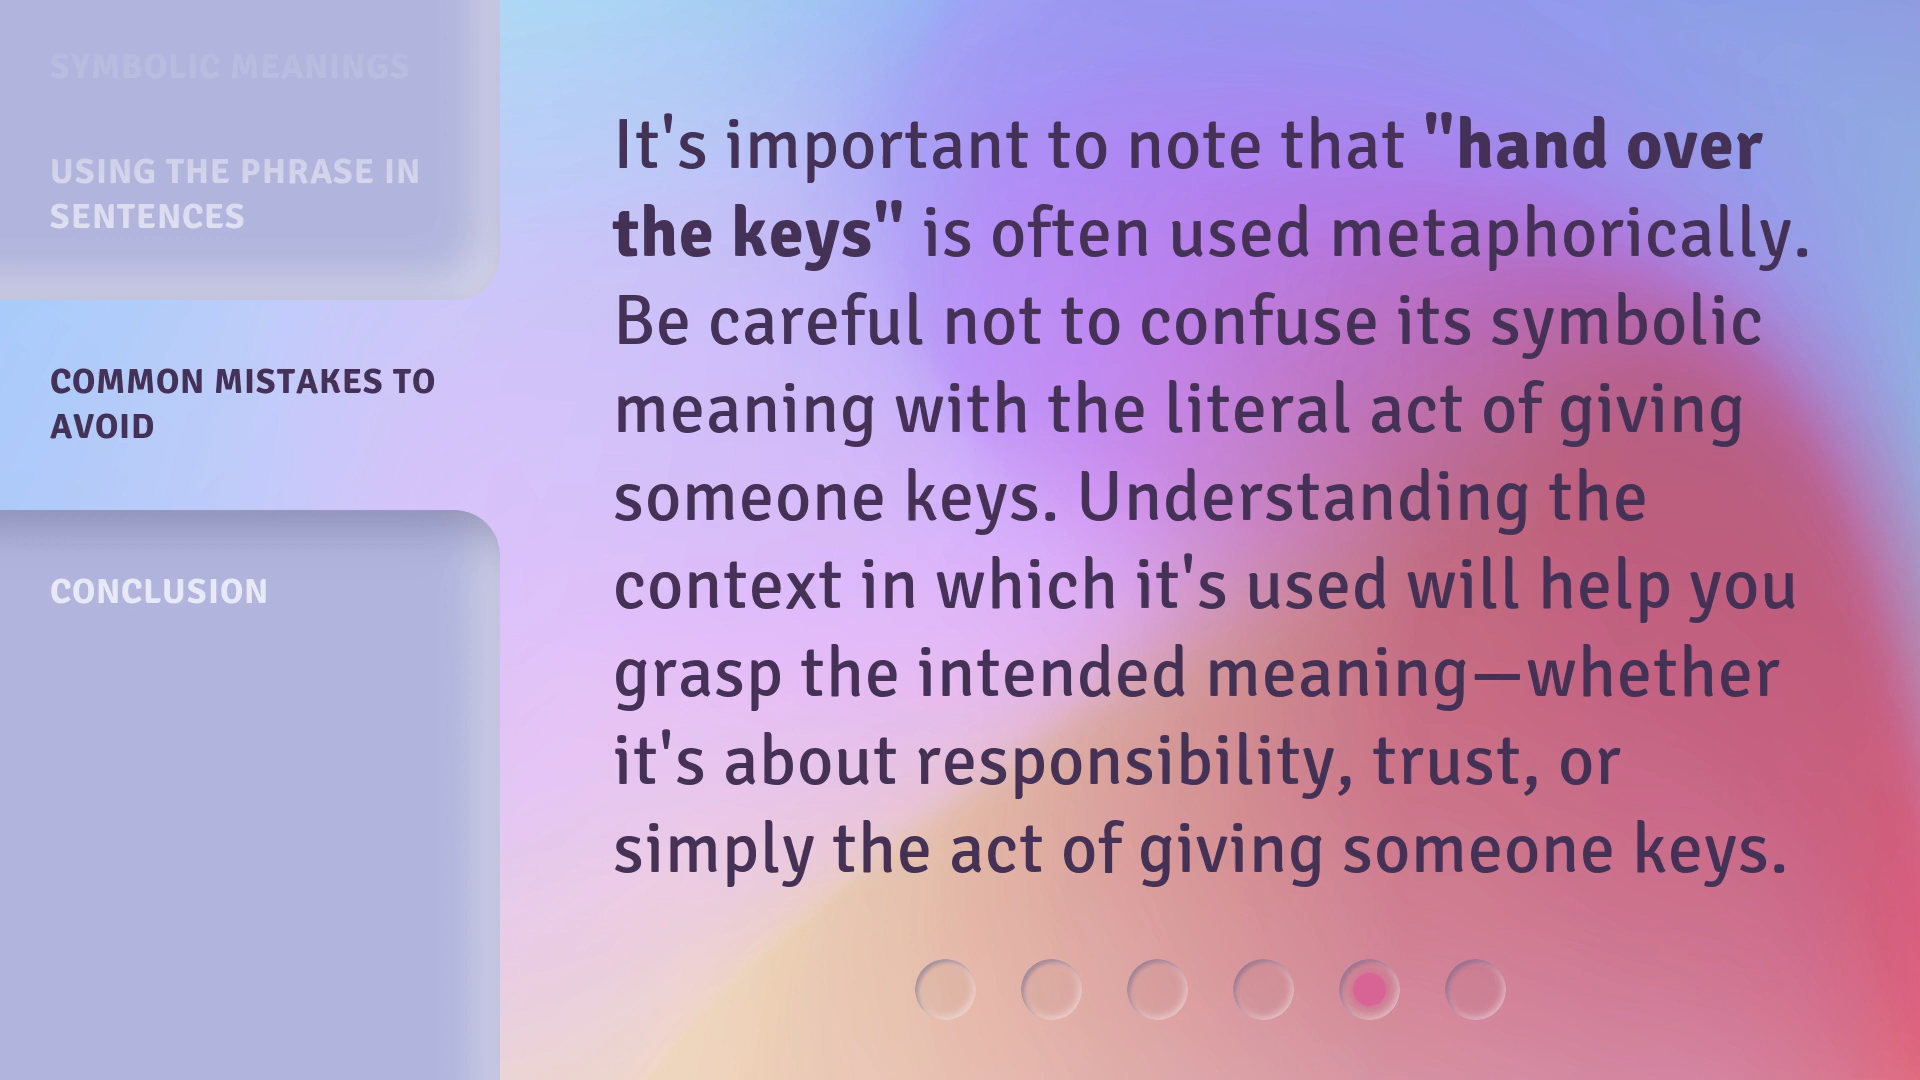 SYMBOLIC MEANINGS
USING THE PHRASE IN
SENTENCES
COMMON MISTAKES TO
AVOID
CONCLUSION
It's important to note that "hand over
the keys" is often used metaphorically.
Be careful not to confuse its symbolic
meaning with the literal act of giving
someone keys. Understanding the
context in which it's used will help you
grasp the intended meaning—whether
it's about responsibility, trust, or
simply the act of giving someone keys.